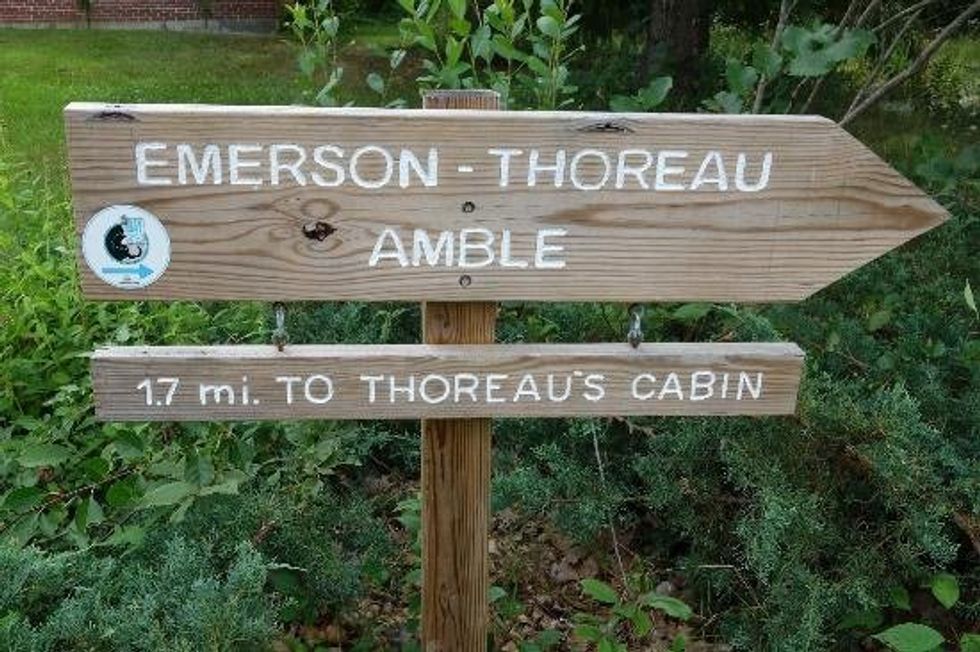 EMERSON - THOREAU
AMBLE
1.7 mi. TO THOREAU'S CABIN